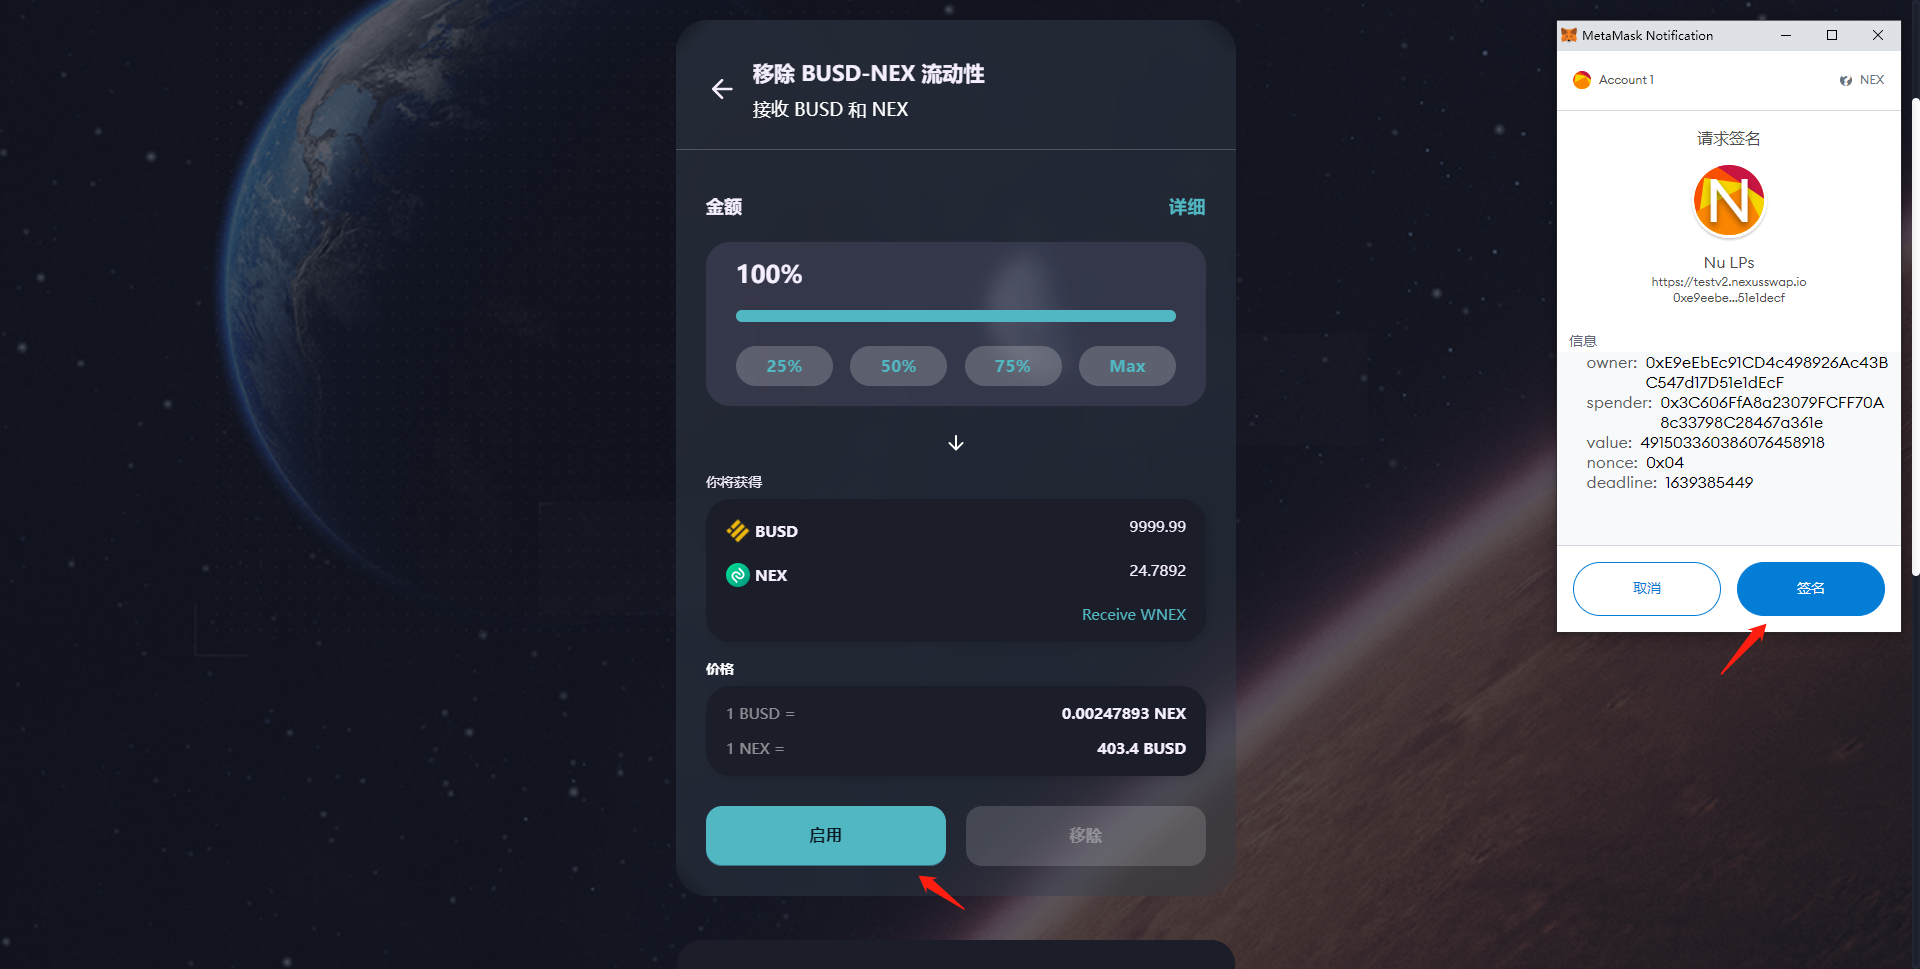 移除 BUSD-NEX 流动性
接收 BUSD 和 NEX
金额
详细
100%
25%
50%
75%
Max
你将获得
BUSD
9999.99
NEX
24.7892
Receive WNEX
价格
1 BUSD =
0.00247893 NEX
1 NEX =
403.4 BUSD
启用
移除
MetaMask Notification
Account 1
NEX
请求签名
N
Nu LPs
https://testv2.nexusswap.io
0xe9eebe...51e1decf
信息
owner: 0xE9eEbEc91CD4c498926Ac43B
C547d17D51e1dEcF
spender: 0x3C606FfA8a23079FCFF70A
8c33798C28467a361e
value: 491503360386076458918
nonce: 0x04
deadline: 1639385449
取消
签名